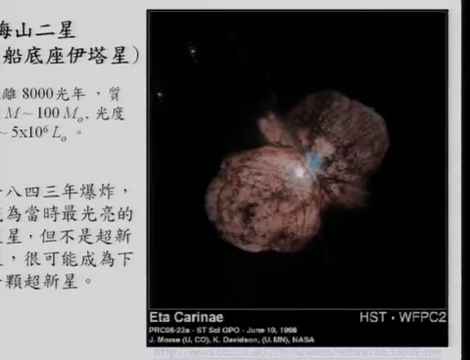 海山二星
船底座伊塔星)
離 8000光年 , 質
M ~ 100 M₀, 光度
~ 5x10⁶ L₀ 。
八四三年爆炸,
為當時最光亮的
星,但不是超新
,很可能成為下
一顆超新星。
Eta Carinae
HST · WFPC2
PRC96-23a - ST ScI OPO - June 10, 1996
J. Morse (U. CO), K. Davidson, (U. MN), NASA